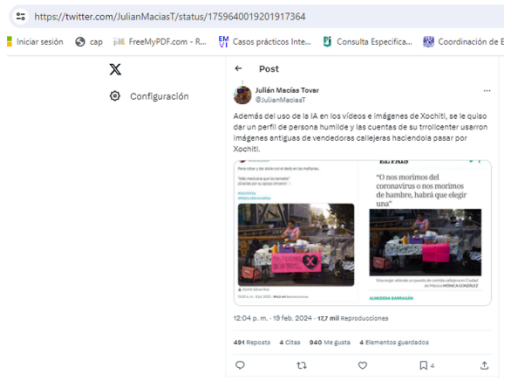 https://twitter.com/JulianMaciasT/status/1759640019201917364
Iniciar sesión cap FreeMyPDF.com - R... Casos prácticos Inte... Consulta Específica... Coordinación de E
X
Configuración
← Post
Julián Macías Tovar
@JulianMaciasT
Además del uso de la IA en los vídeos e imágenes de Xochitl, se le quiso
dar un perfil de persona humilde y las cuentas de su trrollcenter usarron
imágenes antiguas de vendedoras callejeras haciendola pasar por
Xochitl.
EL PAÍS
“O nos morimos del
coronavirus o nos morimos
de hambre, habrá que elegir
una”
ALMUDENA BARRAGÁN
12:04 p. m. · 19 feb. 2024 · 17,7 mil Reproducciones
491 Reposts 4 Citas 940 Me gusta 4 Elementos guardados
4